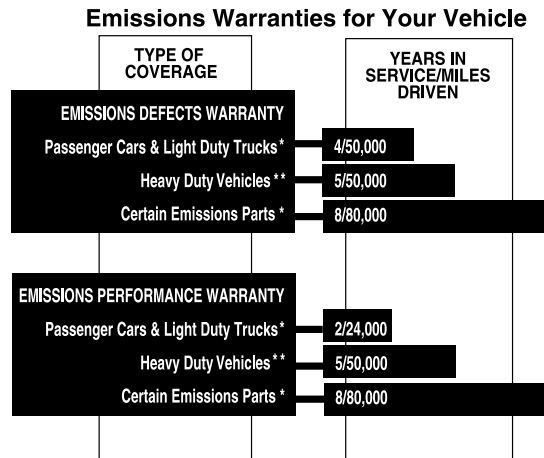 Emissions Warranties for Your Vehicle
TYPE OF
COVERAGE
YEARS IN
SERVICE/MILES
DRIVEN
EMISSIONS DEFECTS WARRANTY
Passenger Cars & Light Duty Trucks* 4/50,000
Heavy Duty Vehicles** 5/50,000
Certain Emissions Parts * 8/80,000
EMISSIONS PERFORMANCE WARRANTY
Passenger Cars & Light Duty Trucks* 2/24,000
Heavy Duty Vehicles** 5/50,000
Certain Emissions Parts * 8/80,000